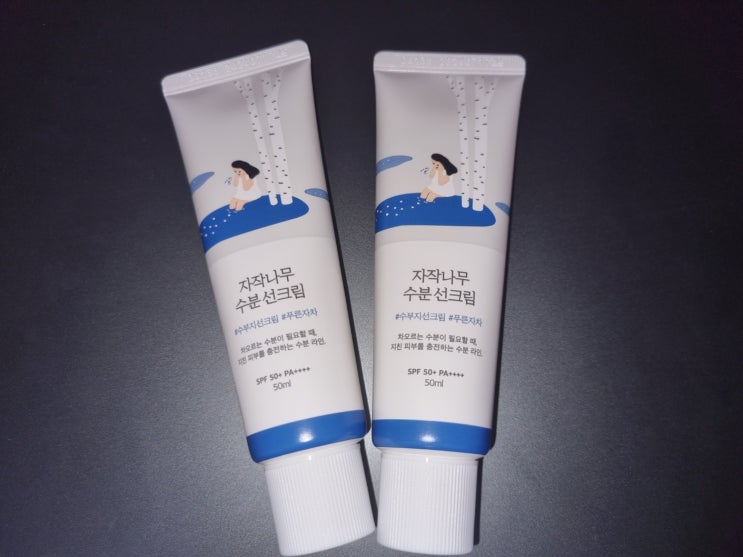 자작나무
수분 선크림
#수부지선크림 #푸른자차
차오르는 수분이 필요할 때,
지친 피부를 충전하는 수분 라인.
SPF 50+ PA++++
50ml
자작나무
수분 선크림
#수부지선크림 #푸른자차
차오르는 수분이 필요할 때,
지친 피부를 충전하는 수분 라인.
SPF 50+ PA++++
50ml